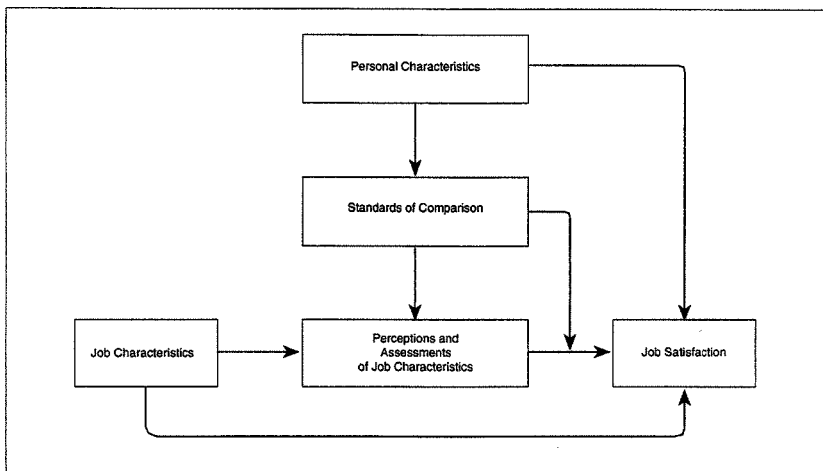 Personal Characteristics
Standards of Comparison
Job Characteristics
Perceptions and
Assessments
of Job Characteristics
Job Satisfaction